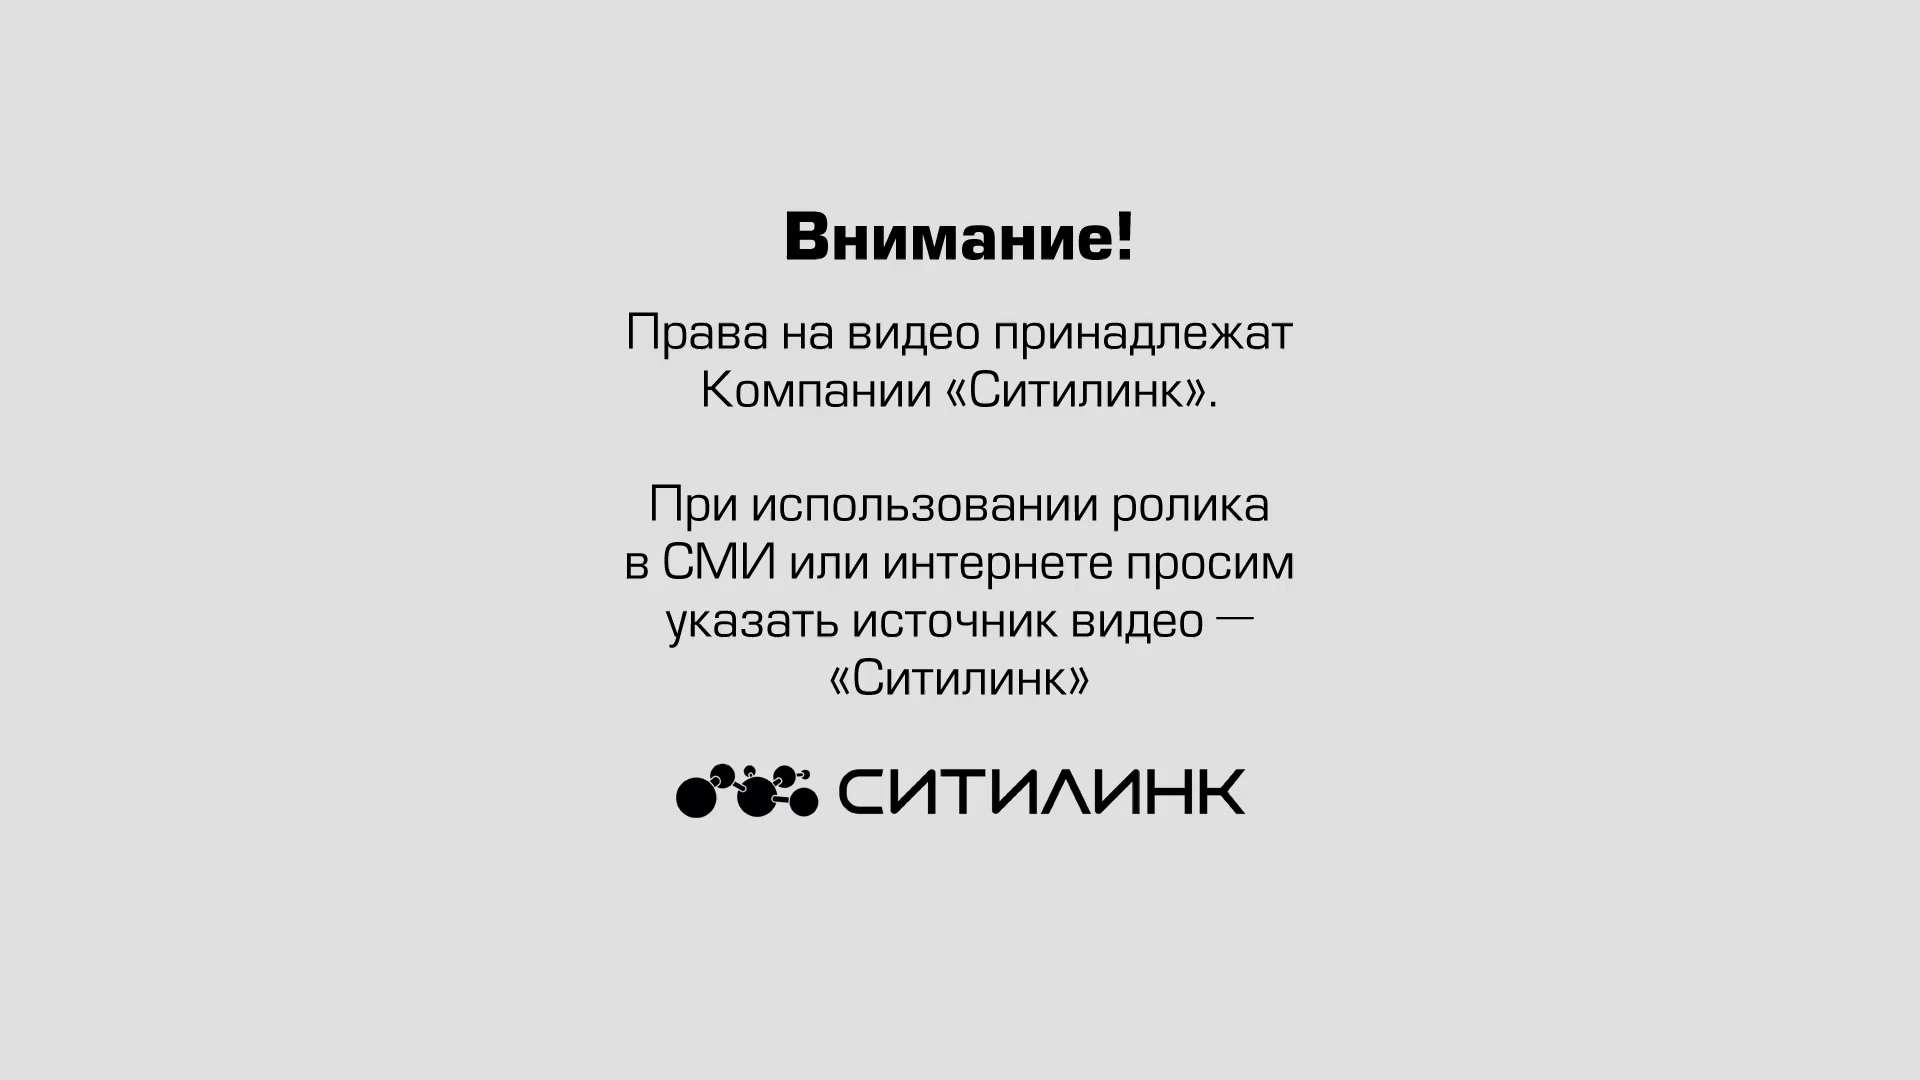 Внимание!
Права на видео принадлежат
Компании «Ситилинк».
При использовании ролика
в СМИ или интернете просим
указать источник видео —
«Ситилинк»
СИТИЛИНК